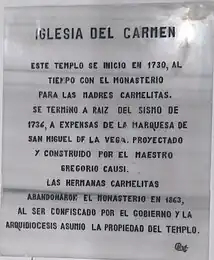 IGLESIA DEL CARMEN
ESTE TEMPLO SE INICIO EN 1730, AL
TIEMPO CON EL MONASTERIO
PARA LAS MADRES CARMELITAS.
SE TERMINO A RAIZ DEL SISMO DE
1736, A EXPENSAS DE LA MARQUESA DE
SAN MIGUEL DE LA VEGA. PROYECTADO
Y CONSTRUIDO POR EL MAESTRO
GREGORIO CAUSI.
LAS HERMANAS CARMELITAS
ABANDONARON EL MONASTERIO EN 1863,
AL SER CONFISCADO POR EL GOBIERNO Y LA
ARQUIDIOCESIS ASUMIO LA PROPIEDAD DEL TEMPLO.